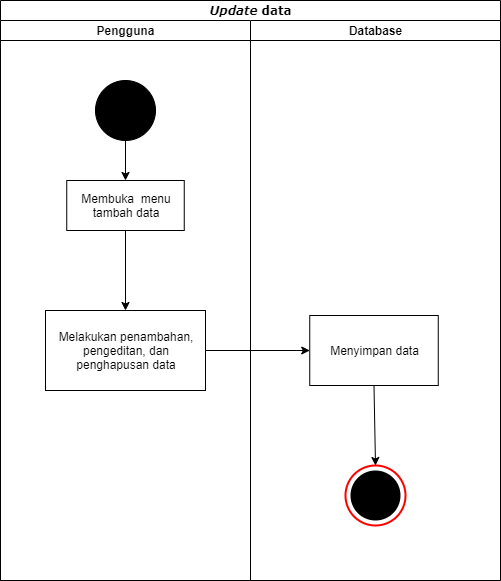 Update data
Pengguna
Database
Membuka menu
tambah data
Melakukan penambahan,
pengeditan, dan
penghapusan data
Menyimpan data